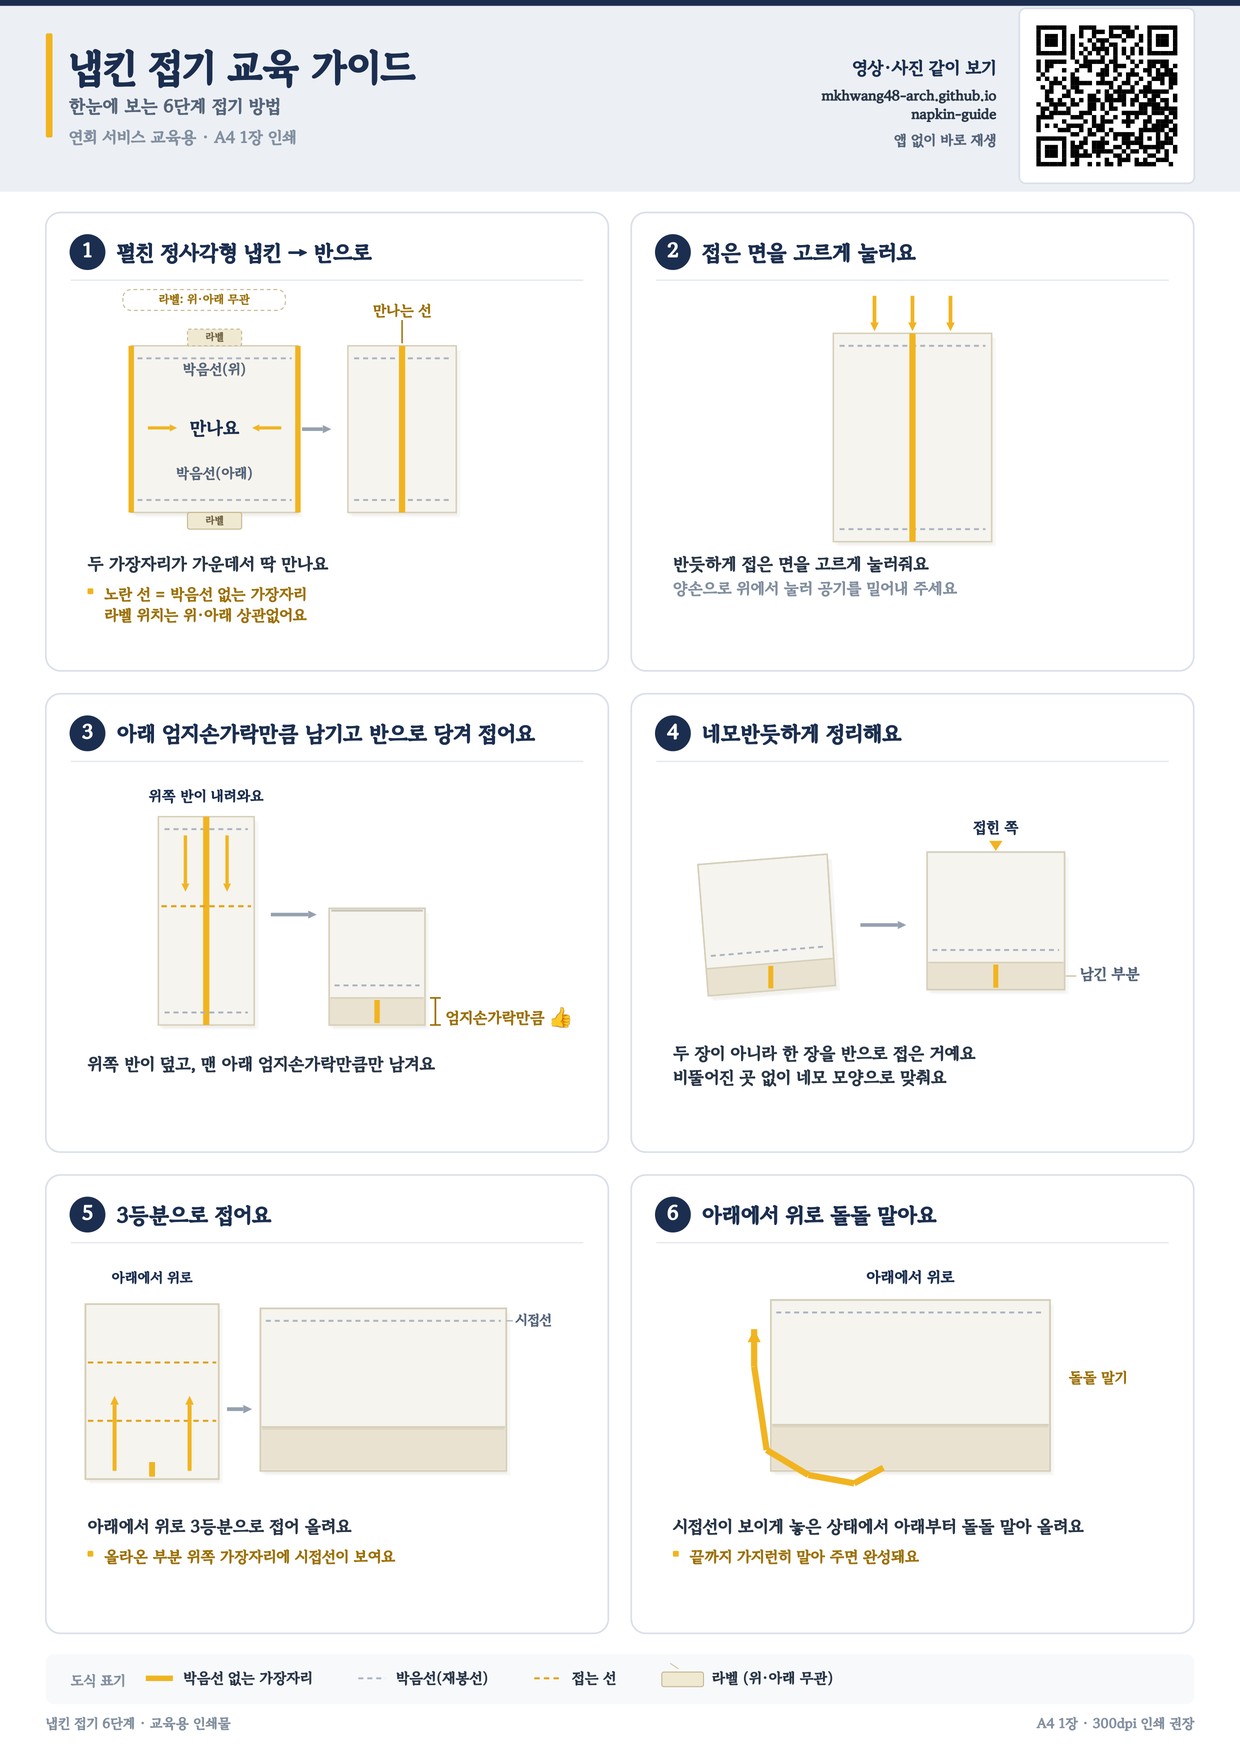 냅킨 접기 교육 가이드
한눈에 보는 6단계 접기 방법
연회 서비스 교육용 · A4 1장 인쇄
영상·사진 같이 보기
mkhwang48-arch.github.io
napkin-guide
앱 없이 바로 재생
1 펼친 정사각형 냅킨 → 반으로
라벨: 위·아래 무관
만나는 선
라벨
박음선(위)
만나요
박음선(아래)
라벨
두 가장자리가 가운데서 딱 만나요
노란 선 = 박음선 없는 가장자리
라벨 위치는 위·아래 상관없어요
2 접은 면을 고르게 눌러요
반듯하게 접은 면을 고르게 눌러줘요
양손으로 위에서 눌러 공기를 밀어내 주세요
3 아래 엄지손가락만큼 남기고 반으로 당겨 접어요
위쪽 반이 내려와요
엄지손가락만큼 👍
위쪽 반이 덮고, 맨 아래 엄지손가락만큼만 남겨요
4 네모반듯하게 정리해요
접힌 쪽
남긴 부분
두 장이 아니라 한 장을 반으로 접은 거예요
비뚤어진 곳 없이 네모 모양으로 맞춰요
5 3등분으로 접어요
아래에서 위로
시접선
아래에서 위로 3등분으로 접어 올려요
올라온 부분 위쪽 가장자리에 시접선이 보여요
6 아래에서 위로 돌돌 말아요
아래에서 위로
돌돌 말기
시접선이 보이게 놓은 상태에서 아래부터 돌돌 말아 올려요
끝까지 가지런히 말아 주면 완성돼요
도식 표기 박음선 없는 가장자리 박음선(재봉선) 접는 선 라벨 (위·아래 무관)
냅킨 접기 6단계 · 교육용 인쇄물
A4 1장 · 300dpi 인쇄 권장